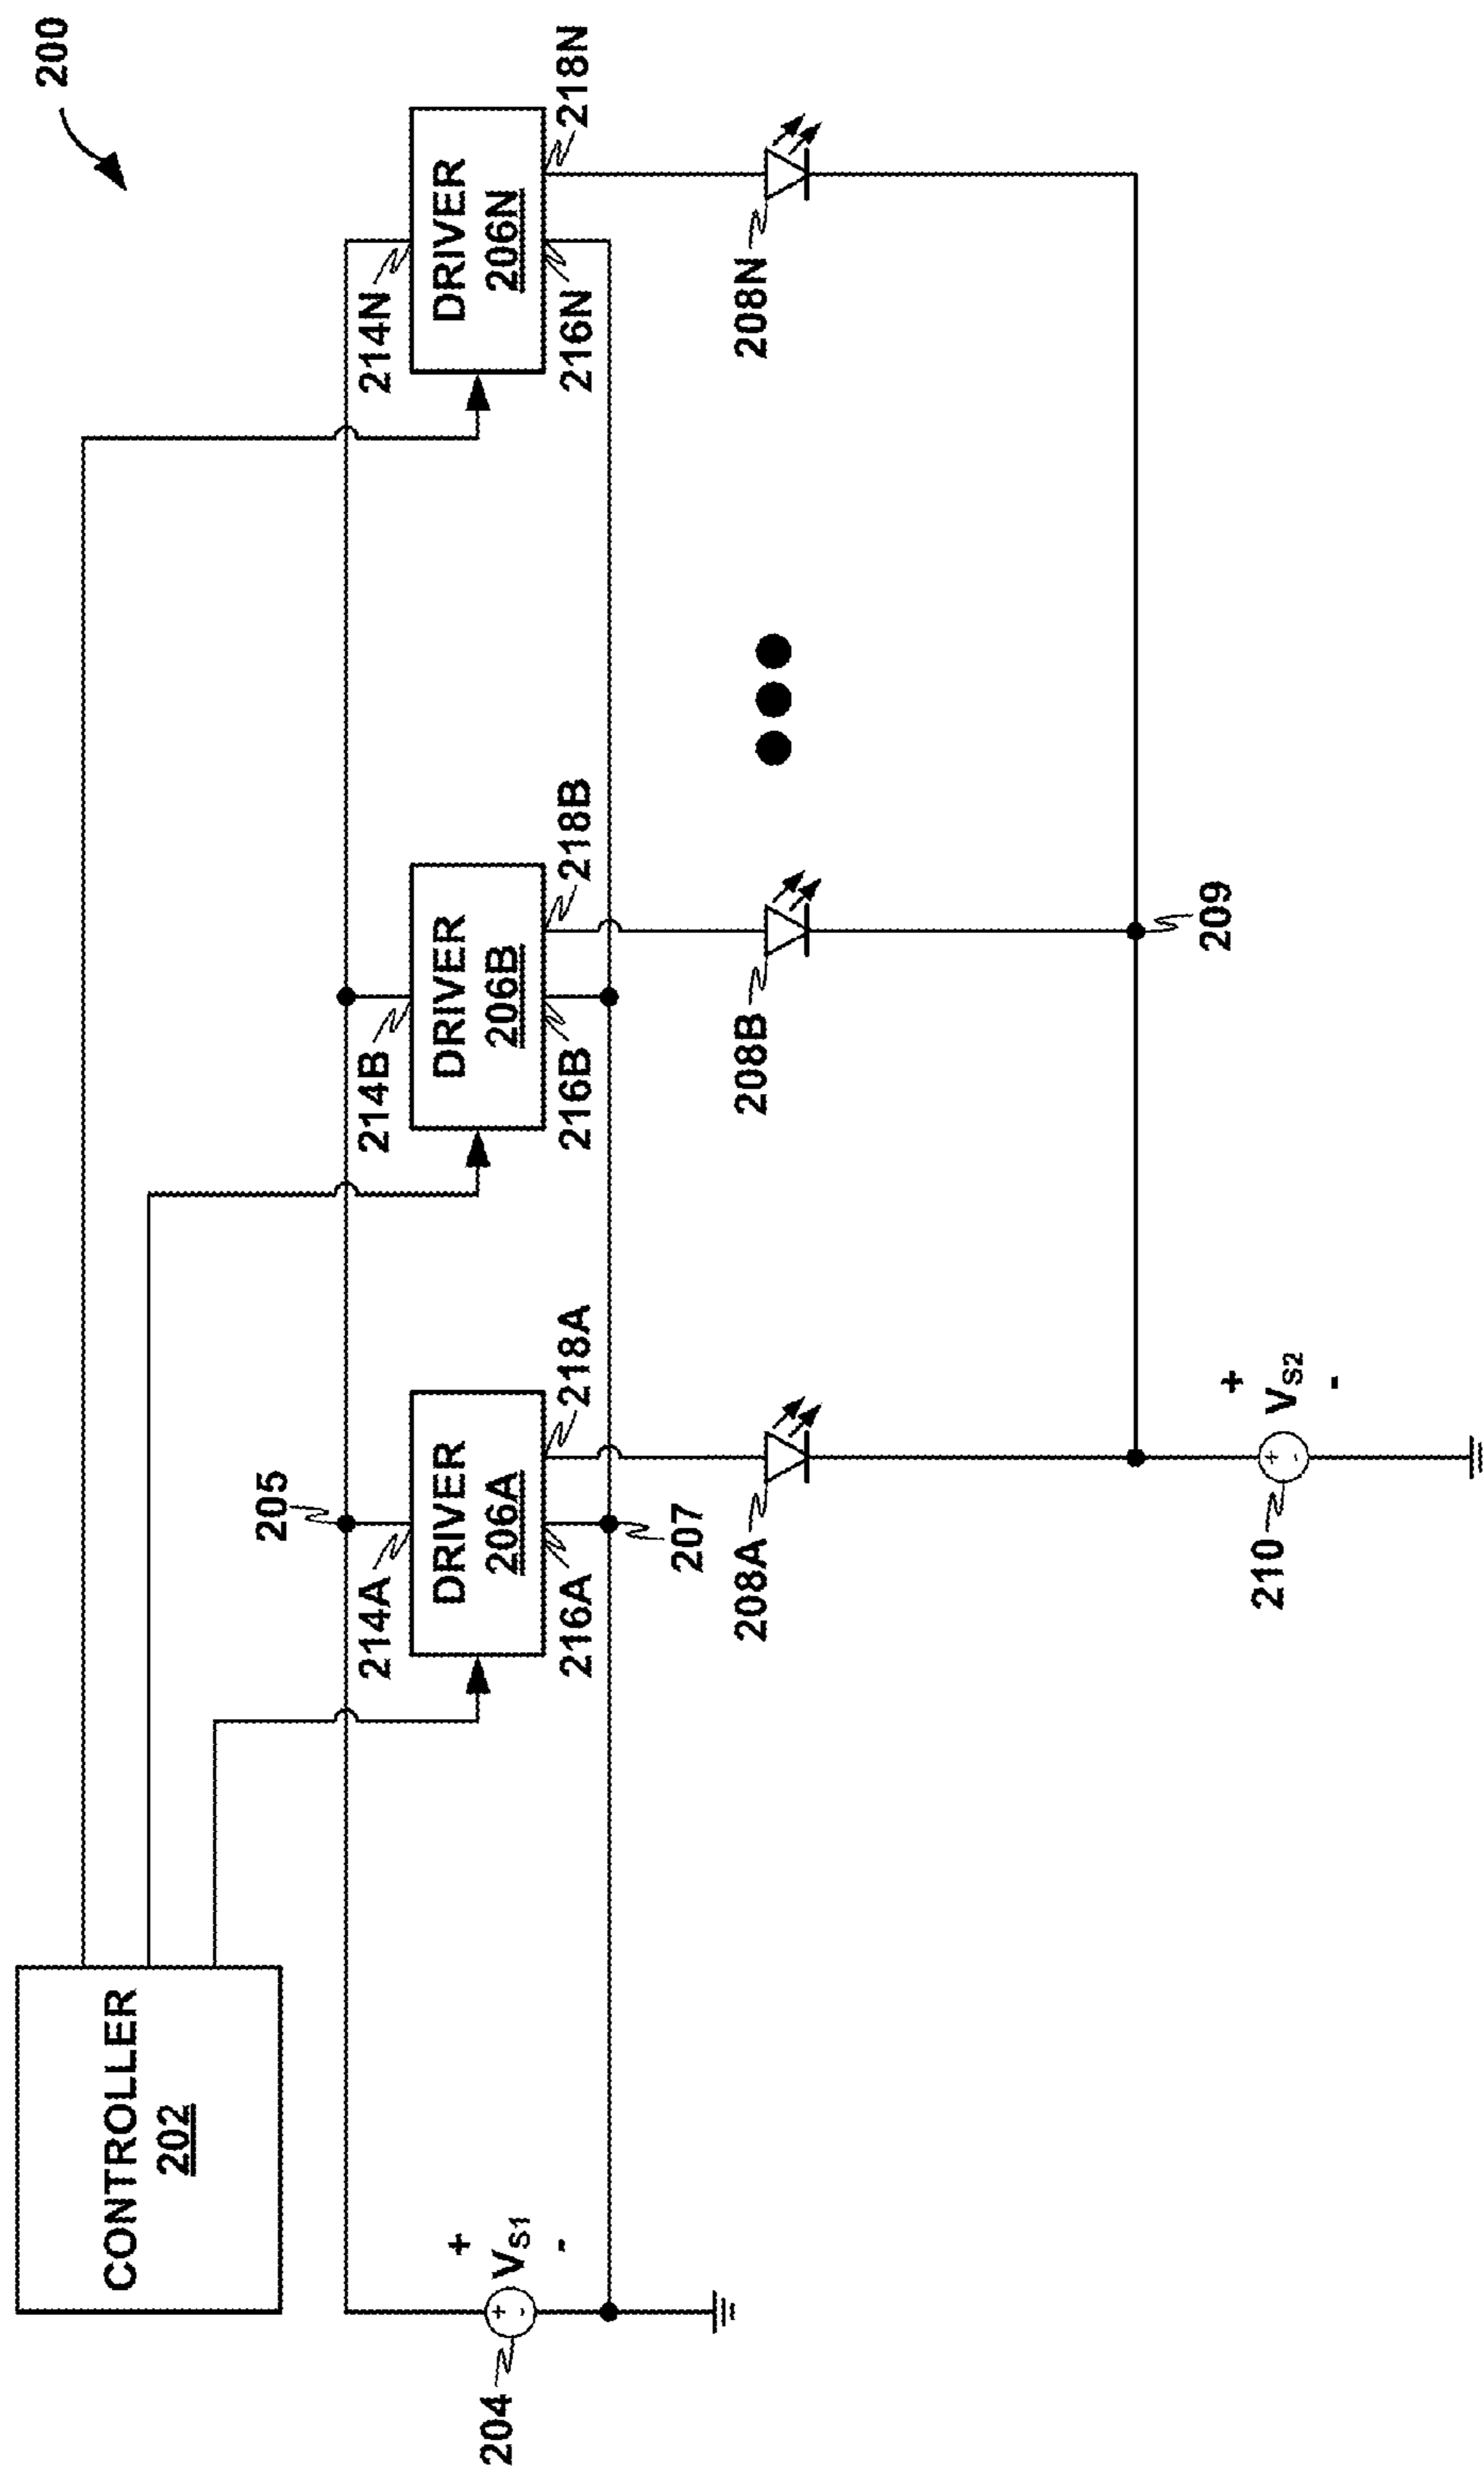 200
CONTROLLER
202
205
214A
214B
214N
DRIVER
206A
DRIVER
206B
DRIVER
206N
204
+
VS1
-
216A
218A
216B
218B
216N
218N
207
208A
208B
208N
209
210
+
VS2
-